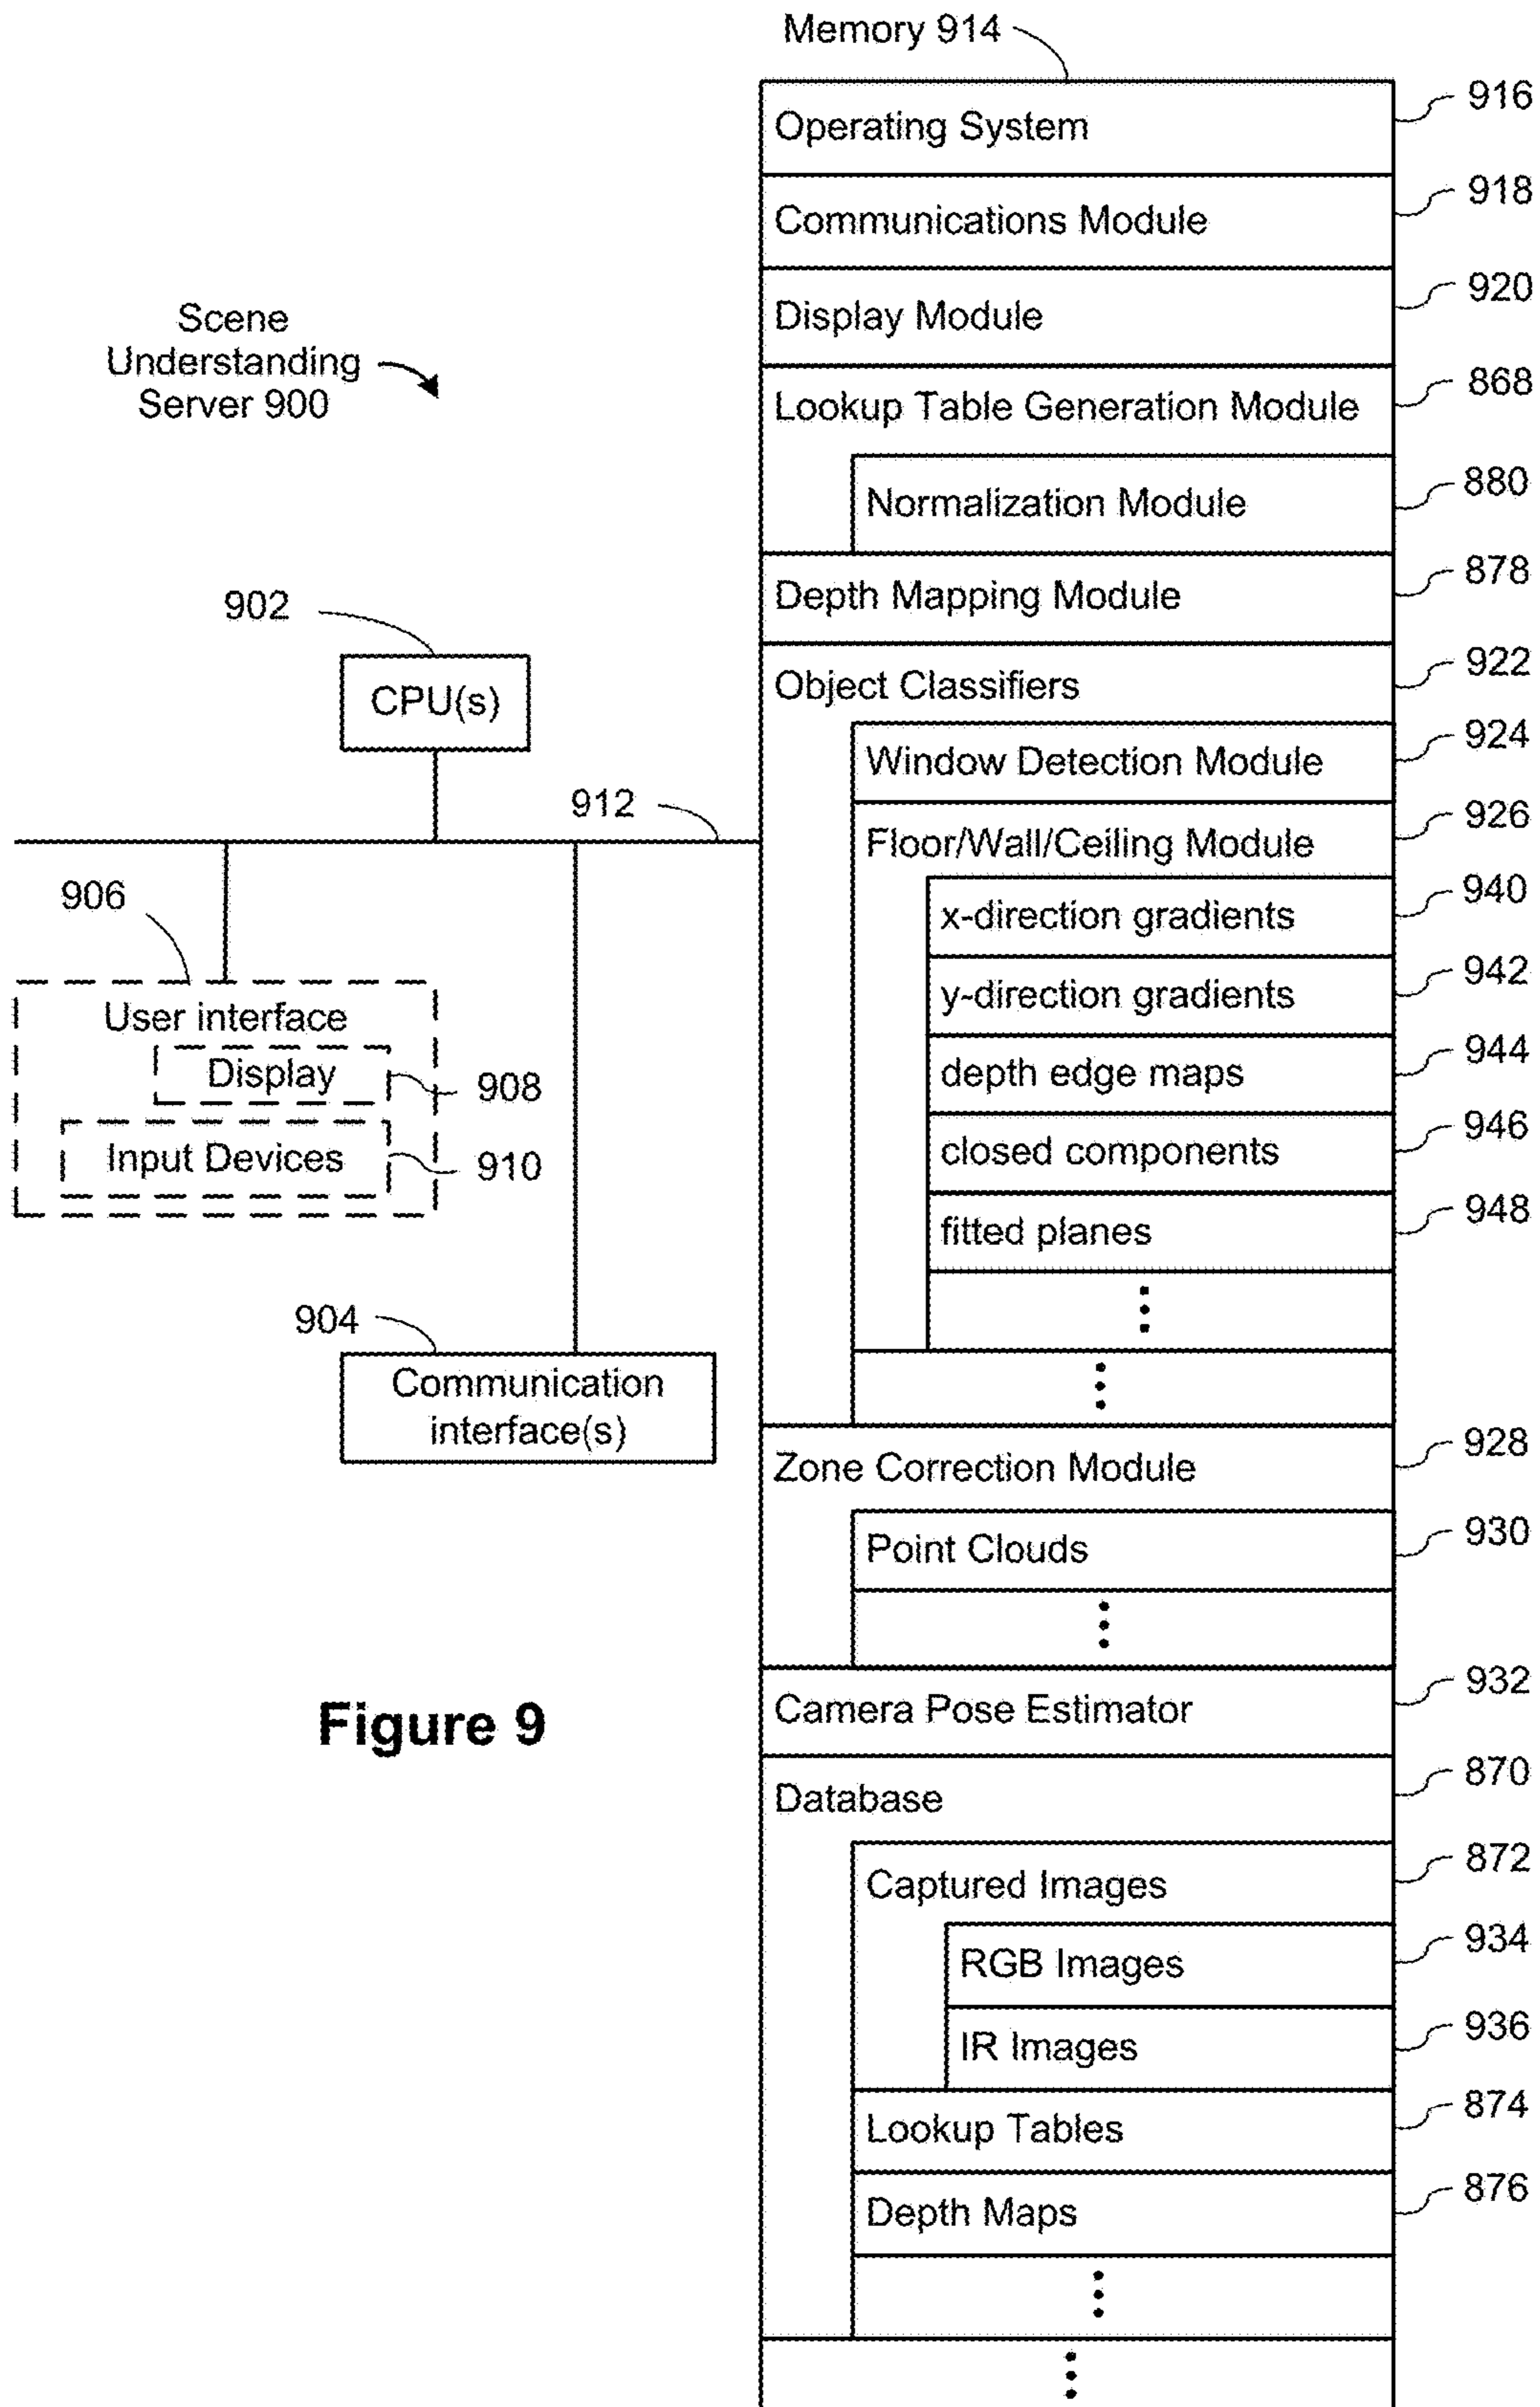 Memory 914
Operating System
916
Communications Module
918
Display Module
920
Lookup Table Generation Module
868
Normalization Module
880
Depth Mapping Module
878
Object Classifiers
922
Window Detection Module
924
Floor/Wall/Ceiling Module
926
x-direction gradients
940
y-direction gradients
942
depth edge maps
944
closed components
946
fitted planes
948
Zone Correction Module
928
Point Clouds
930
Camera Pose Estimator
932
Database
870
Captured Images
872
RGB Images
934
IR Images
936
Lookup Tables
874
Depth Maps
876
Scene
Understanding
Server 900
902
CPU(s)
912
906
User interface
Display
908
Input Devices
910
904
Communication
interface(s)
Figure 9